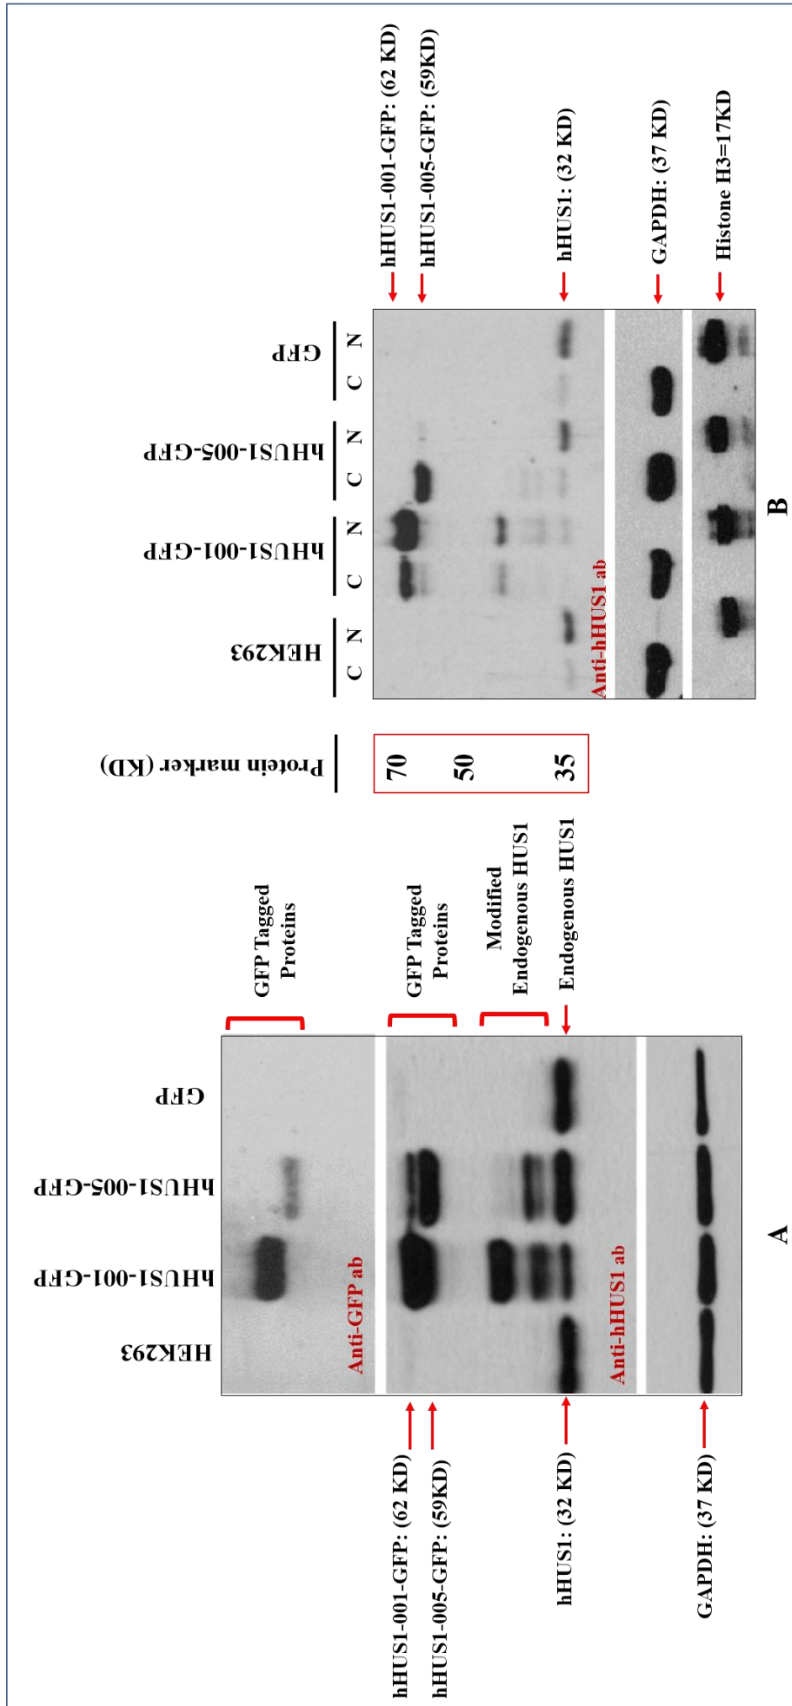 HEK293
hHUS1-001-GFP
hHUS1-005-GFP
GFP
GFP Tagged
Proteins
Anti-GFP ab
hHUS1-001-GFP: (62 KD)
hHUS1-005-GFP: (59KD)
GFP Tagged
Proteins
Modified
Endogenous HUS1
hHUS1: (32 KD)
Endogenous HUS1
Anti-hHUS1 ab
GAPDH: (37 KD)
A
Protein marker (KD)
70
50
35
HEK293
hHUS1-001-GFP
hHUS1-005-GFP
GFP
C N C N C N C N
hHUS1-001-GFP: (62 KD)
hHUS1-005-GFP: (59KD)
hHUS1: (32 KD)
Anti-hHUS1 ab
GAPDH: (37 KD)
Histone H3=17KD
B